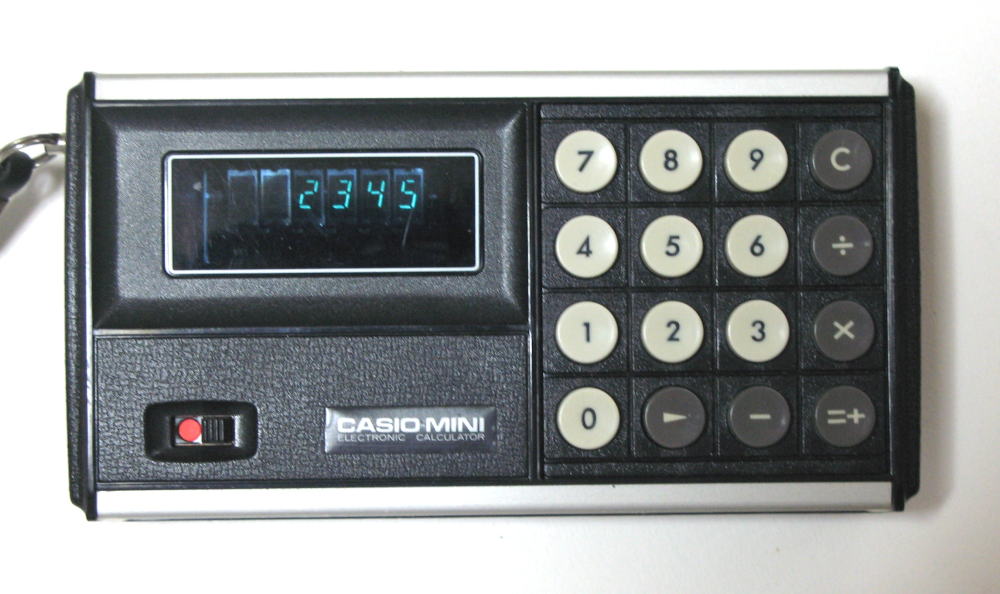 2345
7 8 9 C
4 5 6 ÷
1 2 3 ×
0 ► − =+
CASIO-MINI
ELECTRONIC CALCULATOR